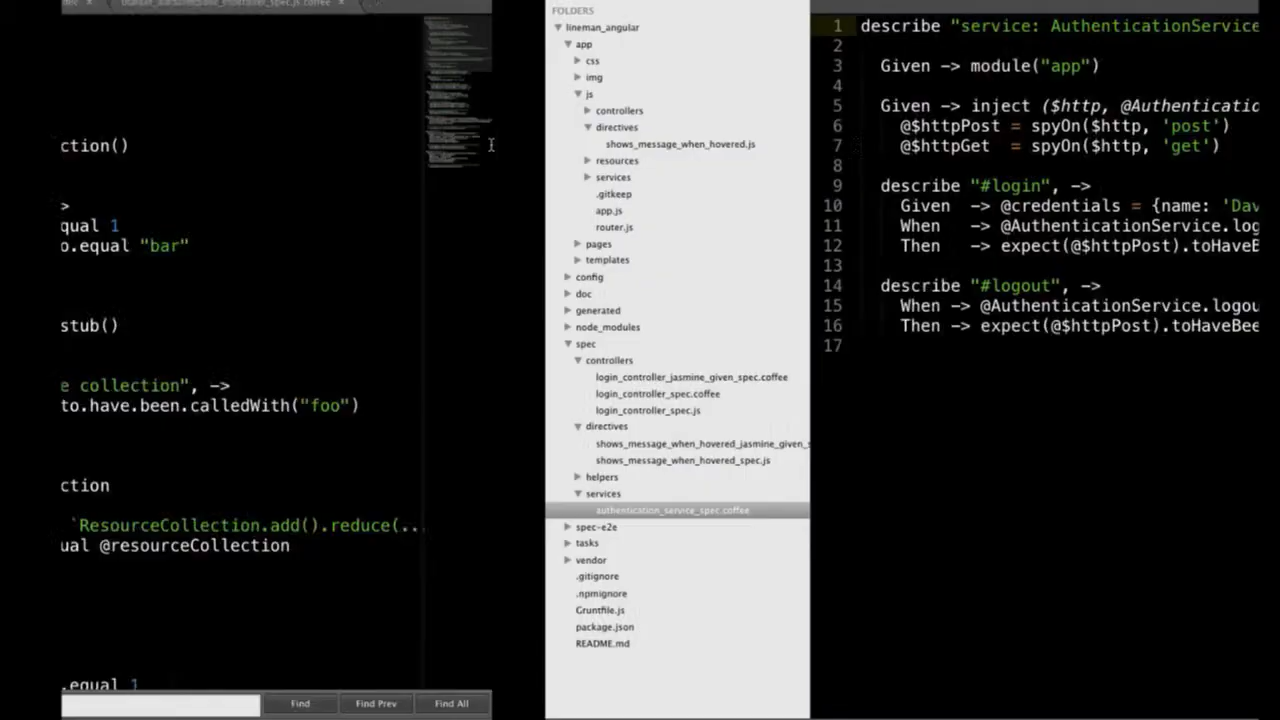 ction()
>
qual 1
o.equal "bar"
stub()
e collection", ->
to.have.been.calledWith("foo")
ction
`ResourceCollection.add().reduce(...
ual @resourceCollection
.equal 1
Find
Find Prev
Find All
FOLDERS
lineman_angular
app
css
img
js
controllers
directives
shows_message_when_hovered.js
resources
services
.gitkeep
app.js
router.js
pages
templates
config
doc
generated
node_modules
spec
controllers
login_controller_jasmine_given_spec.coffee
login_controller_spec.coffee
login_controller_spec.js
directives
shows_message_when_hovered_jasmine_given_s
shows_message_when_hovered_spec.js
helpers
services
authentication_service_spec.coffee
spec-e2e
tasks
vendor
.gitignore
.npmignore
Gruntfile.js
package.json
README.md
1 describe "service: AuthenticationService
2
3 Given -> module("app")
4
5 Given -> inject ($http, @Authenticatio
6 @$httpPost = spyOn($http, 'post')
7 @$httpGet = spyOn($http, 'get')
8
9 describe "#login", ->
10 Given -> @credentials = {name: 'Dav
11 When -> @AuthenticationService.log
12 Then -> expect(@$httpPost).toHaveB
13
14 describe "#logout", ->
15 When -> @AuthenticationService.logou
16 Then -> expect(@$httpPost).toHaveBee
17